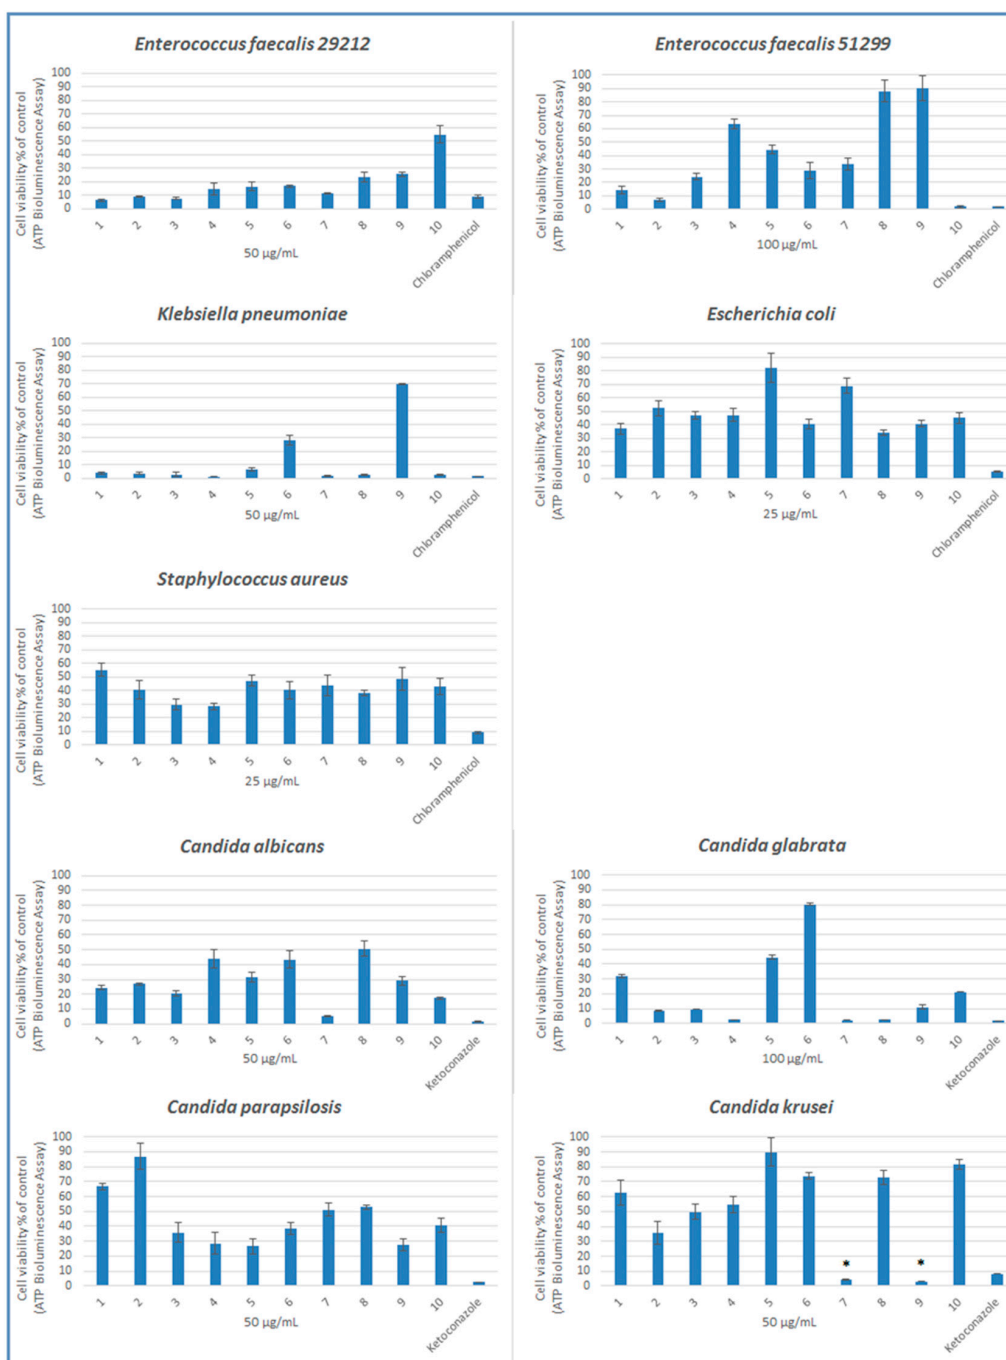 Enterococcus faecalis 29212
Cell viability % of control
(ATP Bioluminescence Assay)
100
90
80
70
60
50
40
30
20
10
0
1 2 3 4 5 6 7 8 9 10 Chloramphenicol
50 µg/mL
Enterococcus faecalis 51299
Cell viability % of control
(ATP Bioluminescence Assay)
100
90
80
70
60
50
40
30
20
10
0
1 2 3 4 5 6 7 8 9 10 Chloramphenicol
100 µg/mL
Klebsiella pneumoniae
Cell viability % of control
(ATP Bioluminescence Assay)
100
90
80
70
60
50
40
30
20
10
0
1 2 3 4 5 6 7 8 9 10 Chloramphenicol
50 µg/mL
Escherichia coli
Cell viability % of control
(ATP Bioluminescence Assay)
100
90
80
70
60
50
40
30
20
10
0
1 2 3 4 5 6 7 8 9 10 Chloramphenicol
25 µg/mL
Staphylococcus aureus
Cell viability % of control
(ATP Bioluminescence Assay)
100
90
80
70
60
50
40
30
20
10
0
1 2 3 4 5 6 7 8 9 10 Chloramphenicol
25 µg/mL
Candida albicans
Cell viability % of control
(ATP Bioluminescence Assay)
100
90
80
70
60
50
40
30
20
10
0
1 2 3 4 5 6 7 8 9 10 Ketoconazole
50 µg/mL
Candida glabrata
Cell viability % of control
(ATP Bioluminescence Assay)
100
90
80
70
60
50
40
30
20
10
0
1 2 3 4 5 6 7 8 9 10 Ketoconazole
100 µg/mL
Candida parapsilosis
Cell viability % of control
(ATP Bioluminescence Assay)
100
90
80
70
60
50
40
30
20
10
0
1 2 3 4 5 6 7 8 9 10 Ketoconazole
50 µg/mL
Candida krusei
Cell viability % of control
(ATP Bioluminescence Assay)
100
90
80
70
60
50
40
30
20
10
0
* *
1 2 3 4 5 6 7 8 9 10 Ketoconazole
50 µg/mL